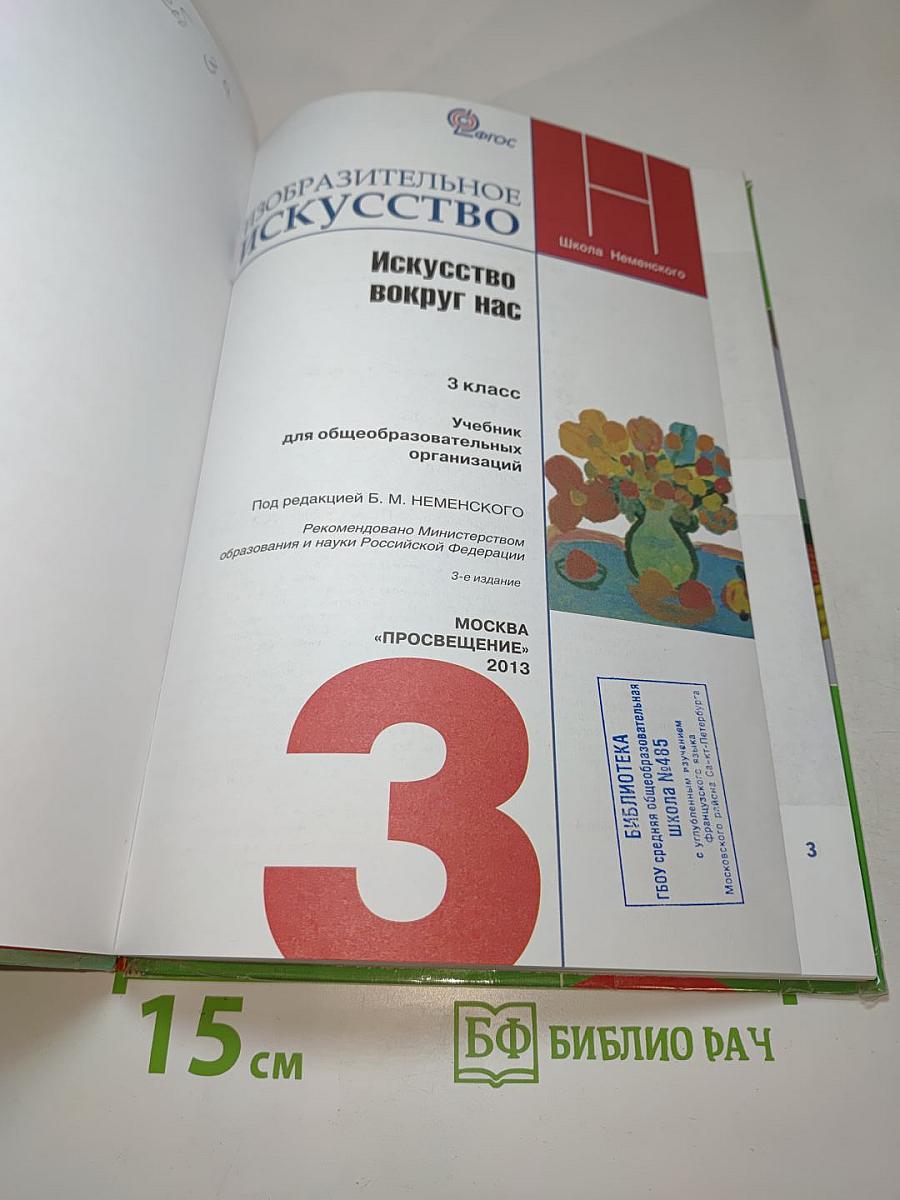 ФГОС
Школа Неменского
ИЗОБРАЗИТЕЛЬНОЕ
ИСКУССТВО
Искусство
вокруг нас
3 класс
Учебник
для общеобразовательных
организаций
Под редакцией Б. М. НЕМЕНСКОГО
Рекомендовано Министерством
образования и науки Российской Федерации
3-е издание
МОСКВА
«ПРОСВЕЩЕНИЕ»
2013
3
БИБЛИОТЕКА
ГБОУ средняя общеобразовательная
ШКОЛА №485
с углубленным изучением
Французского языка
Московского района Санкт-Петербурга
3
15 см
БФ БИБЛИО